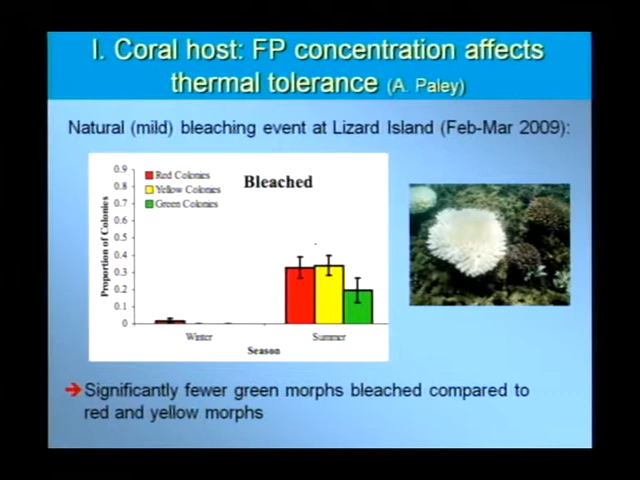 I. Coral host: FP concentration affects
thermal tolerance (A. Paley)
Natural (mild) bleaching event at Lizard Island (Feb-Mar 2009):
Bleached
Red Colonies
Yellow Colonies
Green Colonies
Proportion of Colonies
0.9
0.8
0.7
0.6
0.5
0.4
0.3
0.2
0.1
0
Winter
Summer
Season
Significantly fewer green morphs bleached compared to
red and yellow morphs